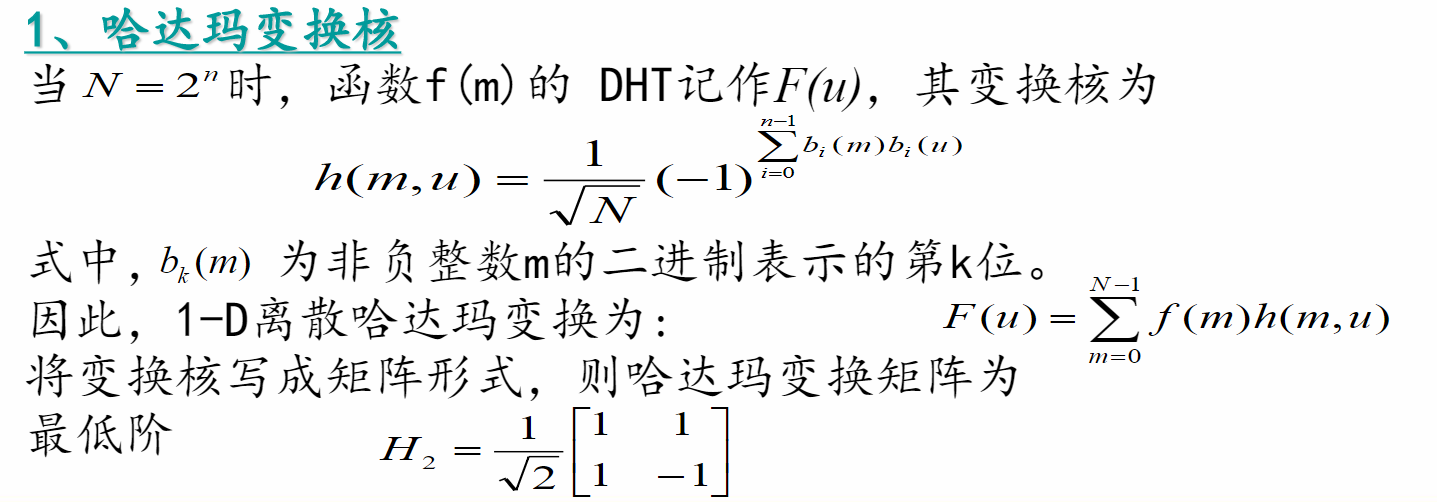 1、哈达玛变换核
当 $N = 2^n$ 时，函数f(m)的 DHT记作F(u)，其变换核为
$h(m,u) = \frac{1}{\sqrt{N}} (-1)^{\sum_{i=0}^{n-1} b_i(m) b_i(u)}$
式中，$b_k(m)$ 为非负整数m的二进制表示的第k位。
因此，1-D离散哈达玛变换为： $F(u) = \sum_{m=0}^{N-1} f(m)h(m,u)$
将变换核写成矩阵形式，则哈达玛变换矩阵为
最低阶 $H_2 = \frac{1}{\sqrt{2}} \begin{bmatrix} 1 & 1 \\ 1 & -1 \end{bmatrix}$